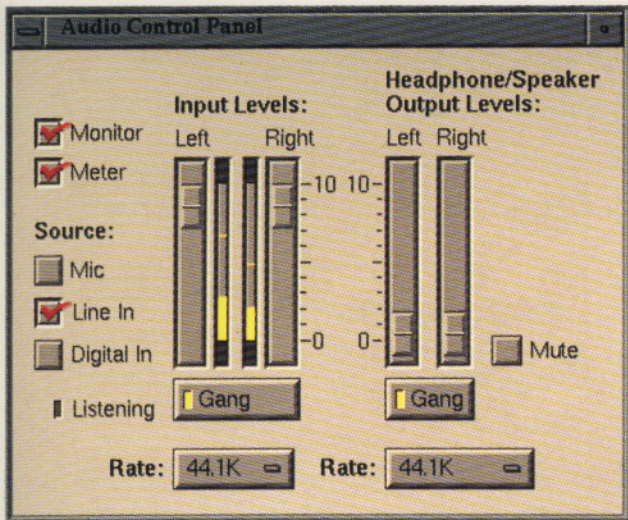 Audio Control Panel
Headphone/Speaker
Input Levels:
Output Levels:
Left
Right
Left
Right
Monitor
Meter
10
10
Source:
Mic
Line In
Digital In
0
0
Mute
Listening
Gang
Gang
Rate:
44.1K
Rate:
44.1K